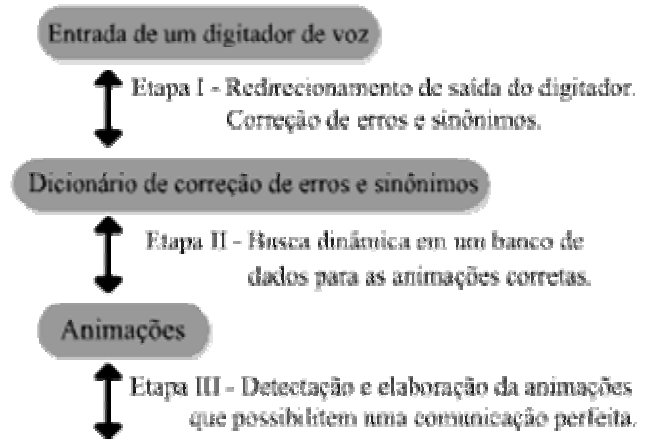 Entrada de um digitador de voz
Etapa I - Redirecionamento de saída do digitador.
Correção de erros e sinônimos.
Dicionário de correção de erros e sinônimos
Etapa II - Busca dinâmica em um banco de
dados para as animações corretas.
Animações
Etapa III - Detectação e elaboração da animações
que possibilitem uma comunicação perfeita.